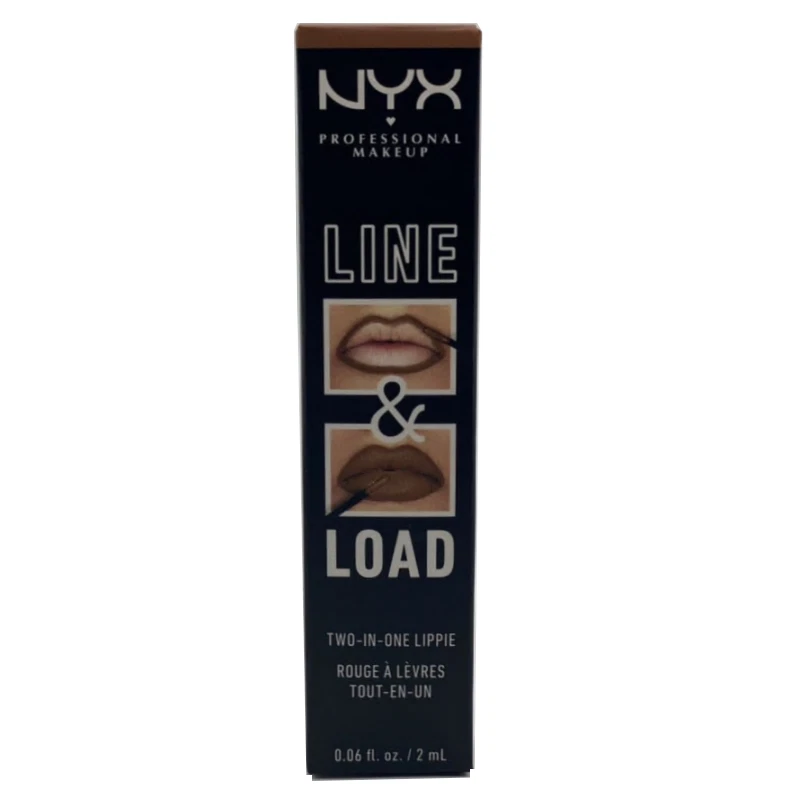 NYX
PROFESSIONAL
MAKEUP
LINE
&
LOAD
TWO-IN-ONE LIPPIE
ROUGE À LÈVRES
TOUT-EN-UN
0.06 fl. oz. / 2 mL